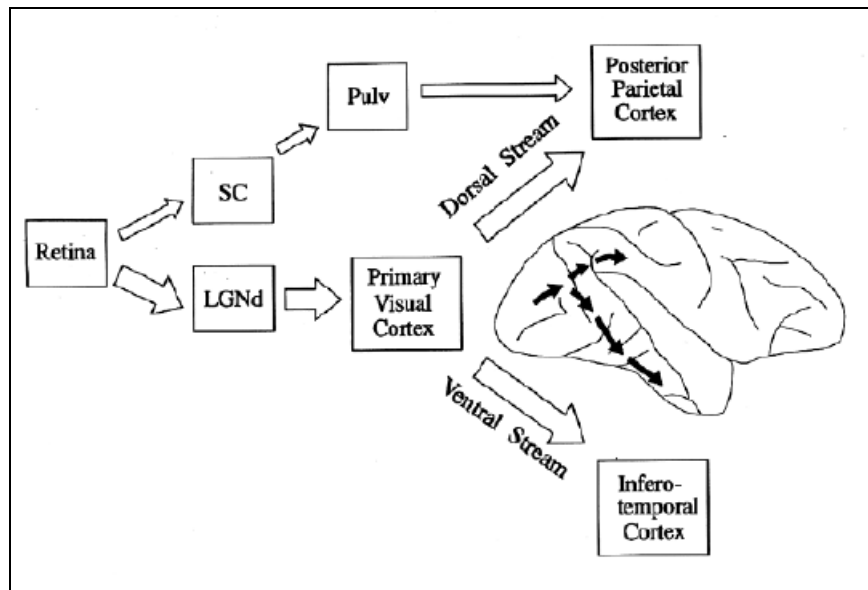 Retina
SC
Pulv
LGNd
Primary
Visual
Cortex
Dorsal Stream
Posterior
Parietal
Cortex
Ventral Stream
Infero-
temporal
Cortex